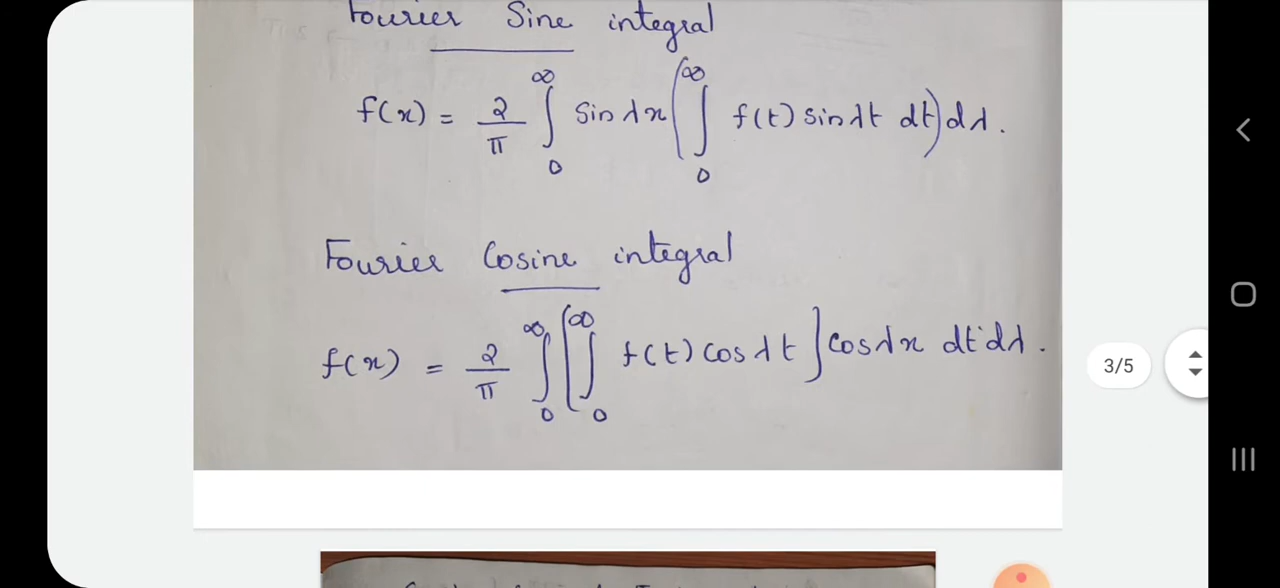 Fourier Sine integral
f(x) = 2/π ∫₀^∞ Sin λx (∫₀^∞ f(t) sin λt dt) dλ.
Fourier Cosine integral
f(x) = 2/π ∫₀^∞ [∫₀^∞ f(t) cos λt] cos λx dt dλ.
3/5